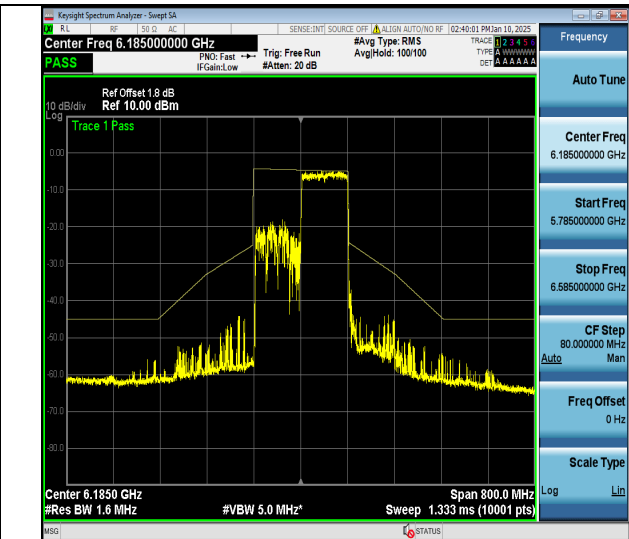 Keysight Spectrum Analyzer - Swept SA
RL RF 50 Ω AC SENSE:INT SOURCE OFF ALIGN AUTO/NO RF 02:40:01 PM Jan 10, 2025
Center Freq 6.185000000 GHz #Avg Type: RMS TRACE 1 2 3 4 5 6
PASS PNO: Fast Trig: Free Run Avg|Hold: 100/100 TYPE A WWWWW
IFGain:Low #Atten: 20 dB DET A A A A A A
Ref Offset 1.8 dB
10 dB/div Ref 10.00 dBm
Log
Trace 1 Pass
0.00
-10.0
-20.0
-30.0
-40.0
-50.0
-60.0
-70.0
-80.0
Center 6.1850 GHz Span 800.0 MHz
#Res BW 1.6 MHz #VBW 5.0 MHz* Sweep 1.333 ms (10001 pts)
MSG STATUS
Frequency
Auto Tune
Center Freq
6.185000000 GHz
Start Freq
5.785000000 GHz
Stop Freq
6.585000000 GHz
CF Step
80.000000 MHz
Auto Man
Freq Offset
0 Hz
Scale Type
Log Lin